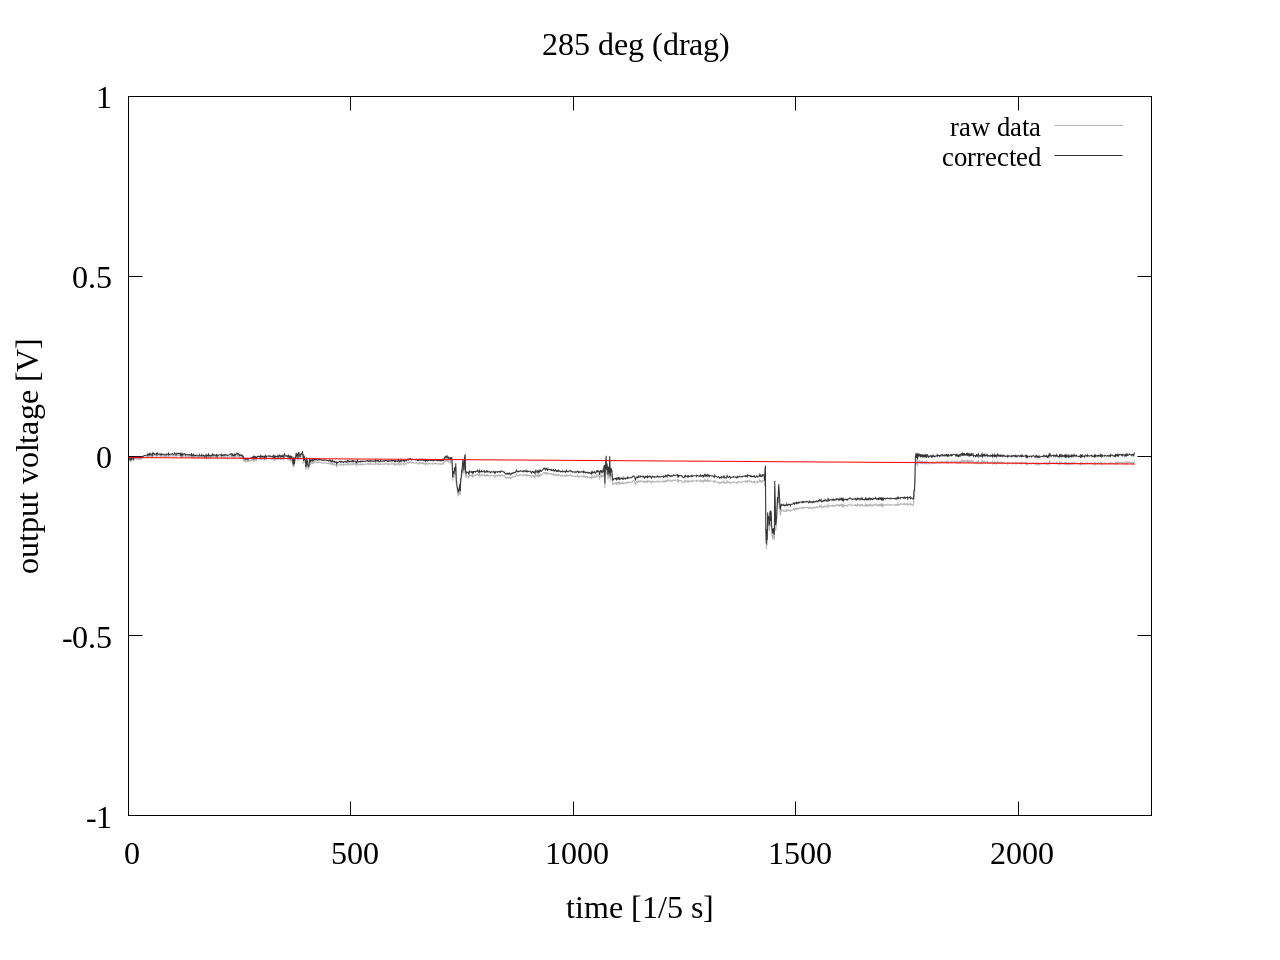 285 deg (drag)
raw data
corrected
1
0.5
0
-0.5
-1
output voltage [V]
0 500 1000 1500 2000
time [1/5 s]